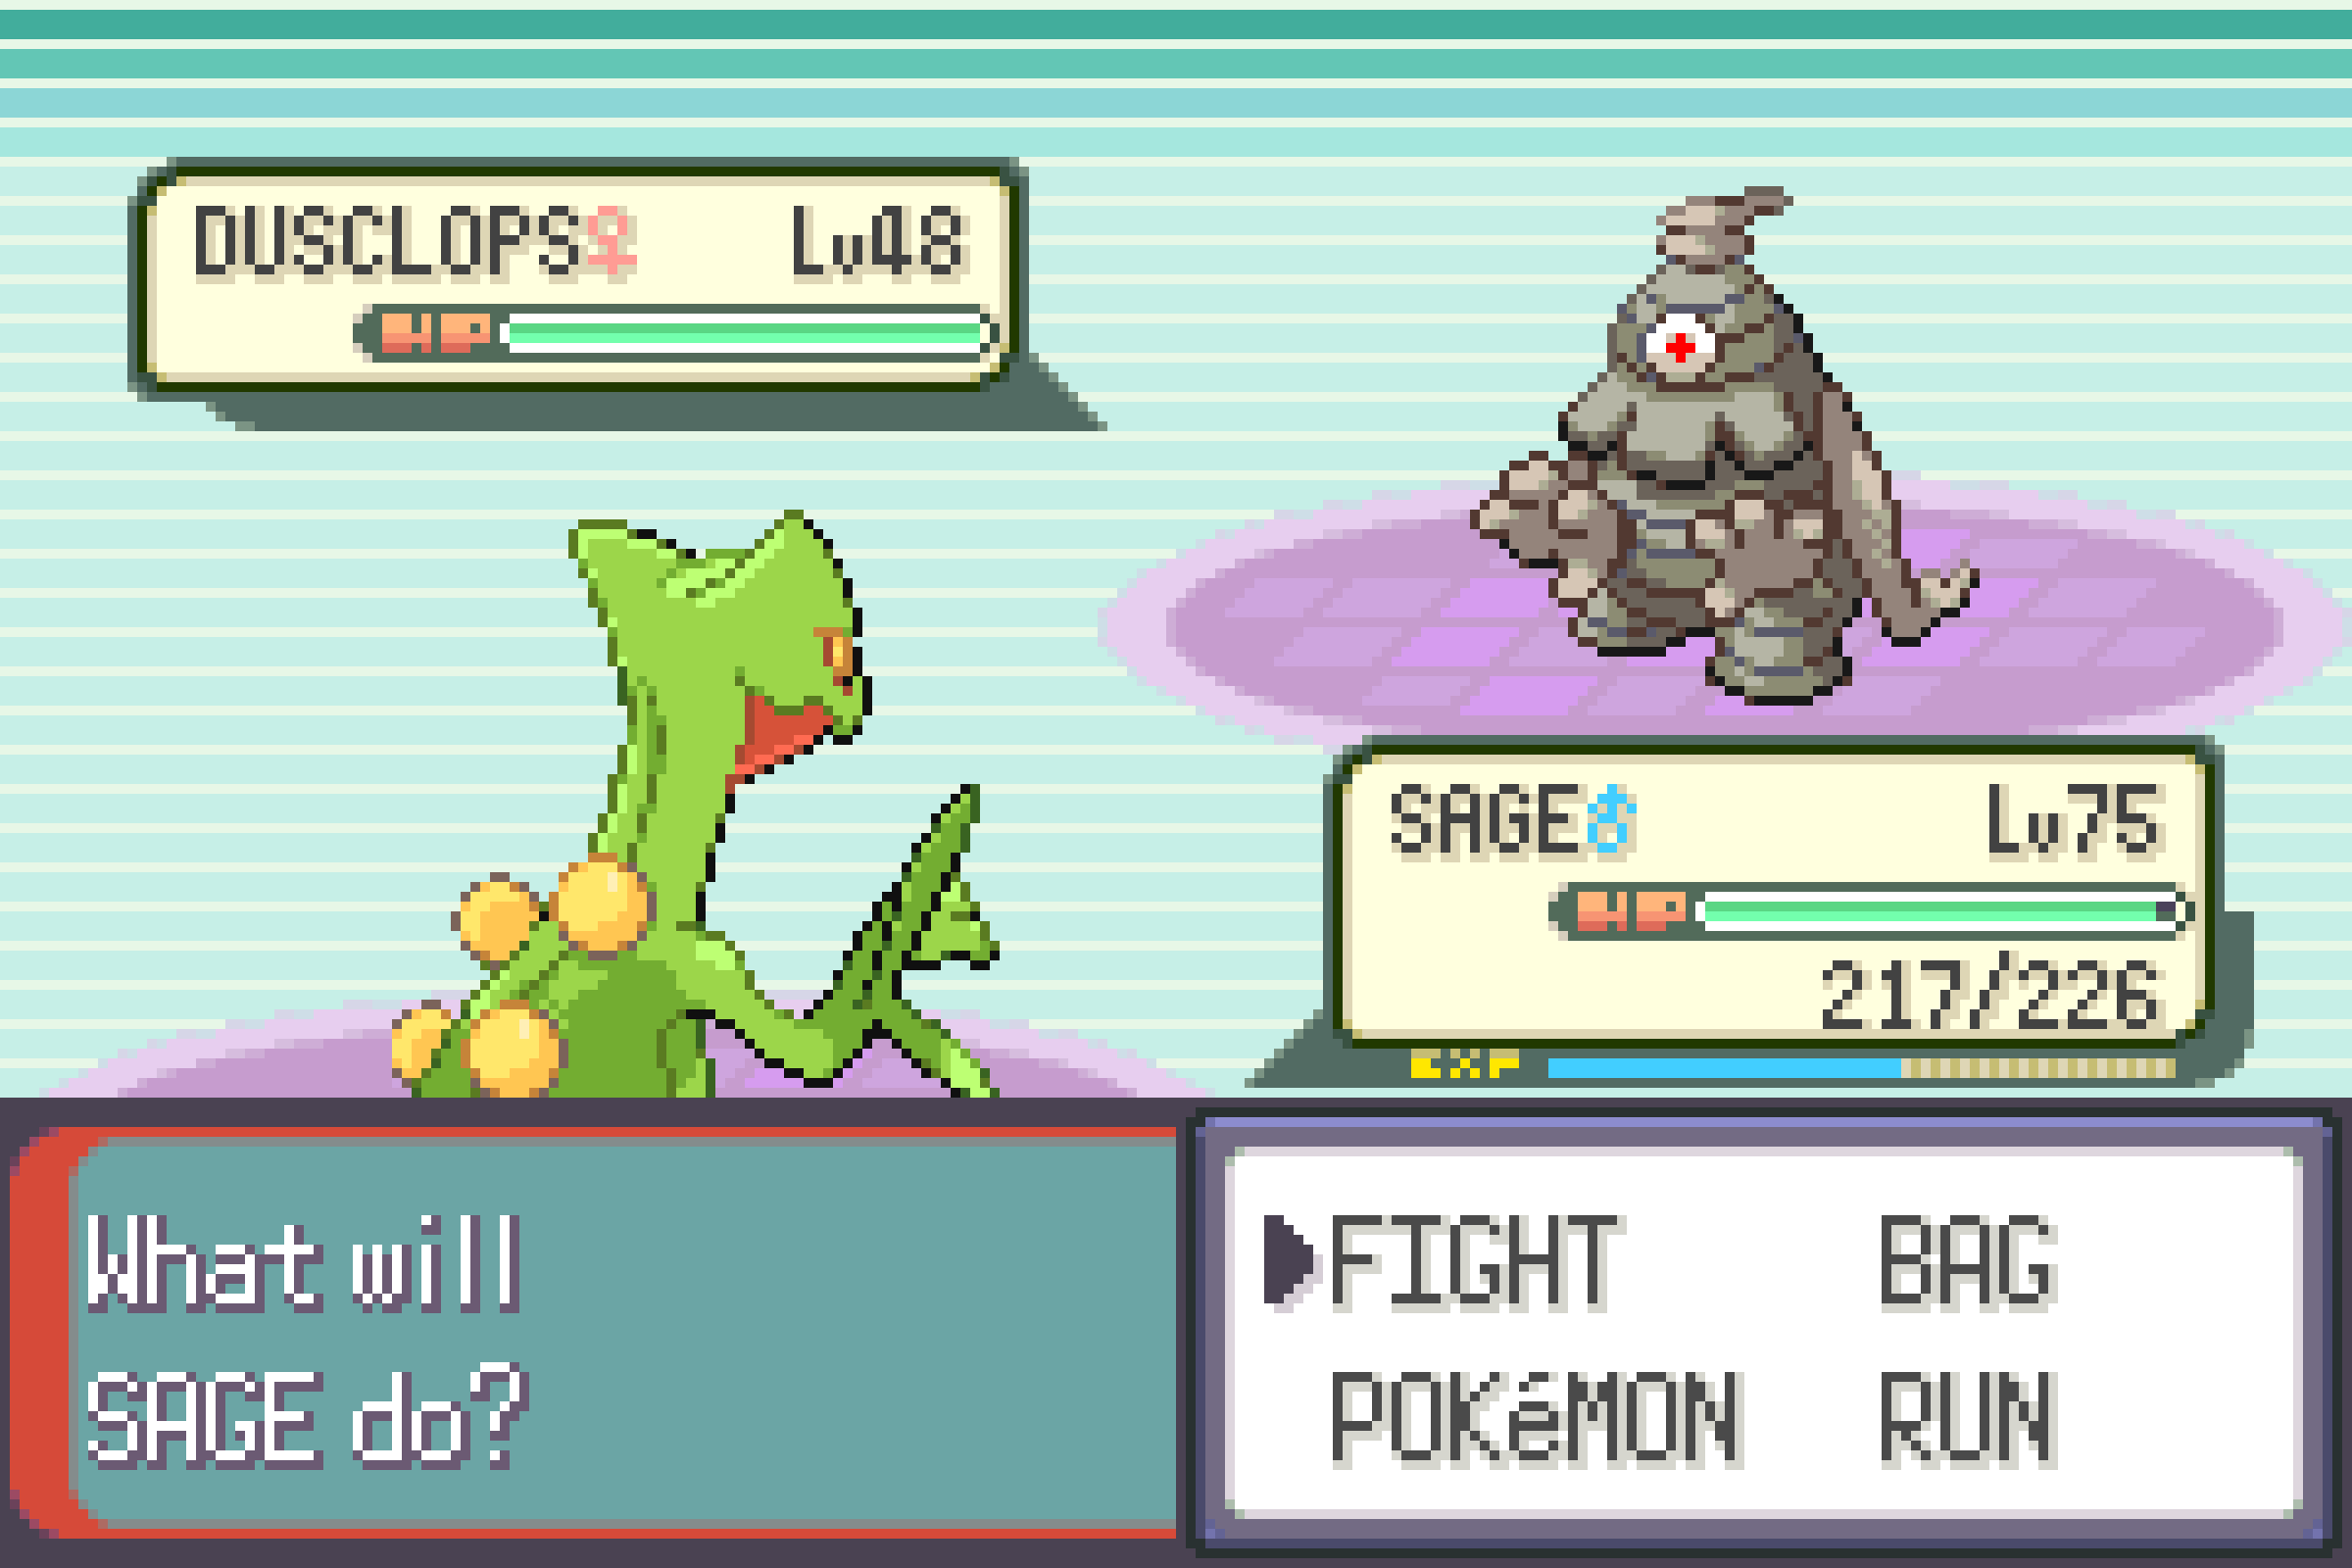 DUSCLOPS♀ Lv48
HP
SAGE♂ Lv75
HP
217/226
EXP
What will
SAGE do?
FIGHT BAG
POKéMON RUN